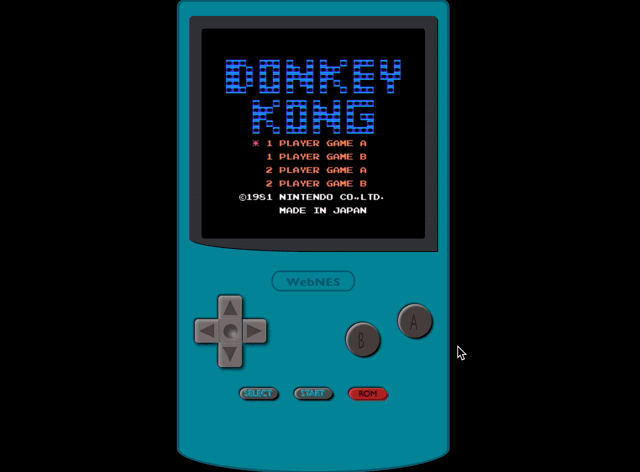 DONKEY
KONG
1 PLAYER GAME A
1 PLAYER GAME B
2 PLAYER GAME A
2 PLAYER GAME B
©1981 NINTENDO CO.,LTD.
MADE IN JAPAN
WebNES
A
B
SELECT START ROM